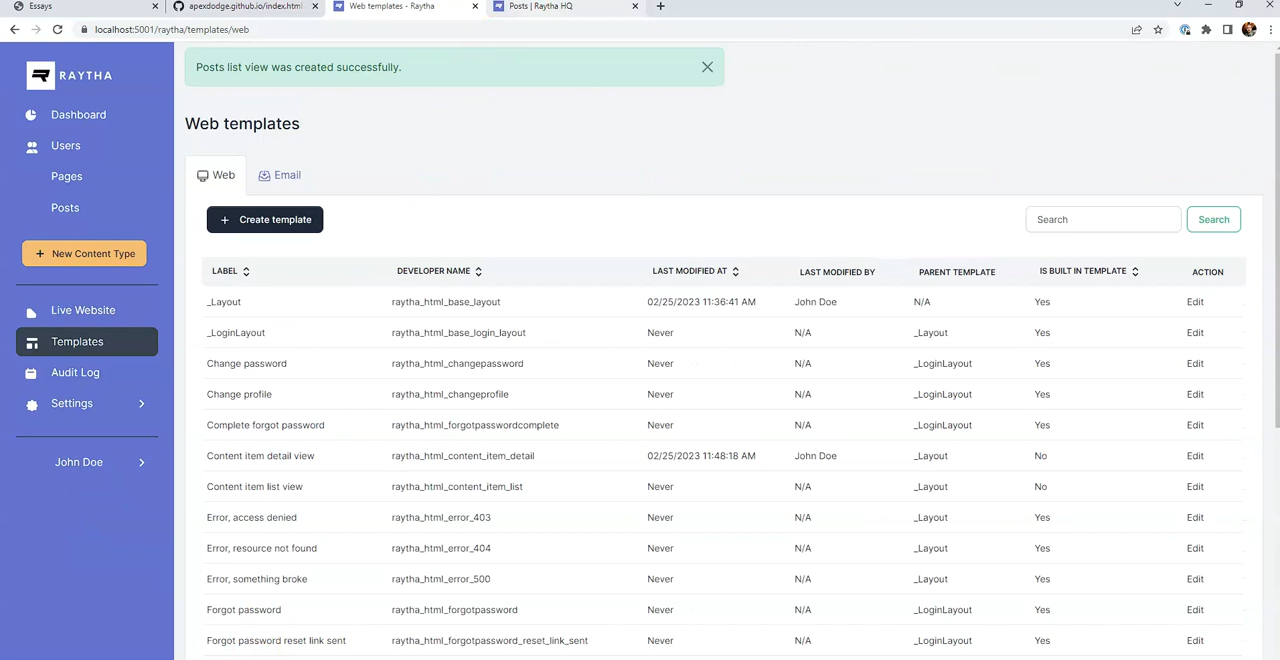 Essays
apexdodge.github.io/index.html
Web templates - Raytha
Posts | Raytha HQ
localhost:5001/raytha/templates/web
RAYTHA
Dashboard
Users
Pages
Posts
+ New Content Type
Live Website
Templates
Audit Log
Settings
John Doe
Posts list view was created successfully.
Web templates
Web
Email
+ Create template
Search
Search
LABEL DEVELOPER NAME LAST MODIFIED AT LAST MODIFIED BY PARENT TEMPLATE IS BUILT IN TEMPLATE ACTION
_Layout raytha_html_base_layout 02/25/2023 11:36:41 AM John Doe N/A Yes Edit
_LoginLayout raytha_html_base_login_layout Never N/A _Layout Yes Edit
Change password raytha_html_changepassword Never N/A _LoginLayout Yes Edit
Change profile raytha_html_changeprofile Never N/A _LoginLayout Yes Edit
Complete forgot password raytha_html_forgotpasswordcomplete Never N/A _LoginLayout Yes Edit
Content item detail view raytha_html_content_item_detail 02/25/2023 11:48:18 AM John Doe _Layout No Edit
Content item list view raytha_html_content_item_list Never N/A _Layout No Edit
Error, access denied raytha_html_error_403 Never N/A _Layout Yes Edit
Error, resource not found raytha_html_error_404 Never N/A _Layout Yes Edit
Error, something broke raytha_html_error_500 Never N/A _Layout Yes Edit
Forgot password raytha_html_forgotpassword Never N/A _LoginLayout Yes Edit
Forgot password reset link sent raytha_html_forgotpassword_reset_link_sent Never N/A _LoginLayout Yes Edit